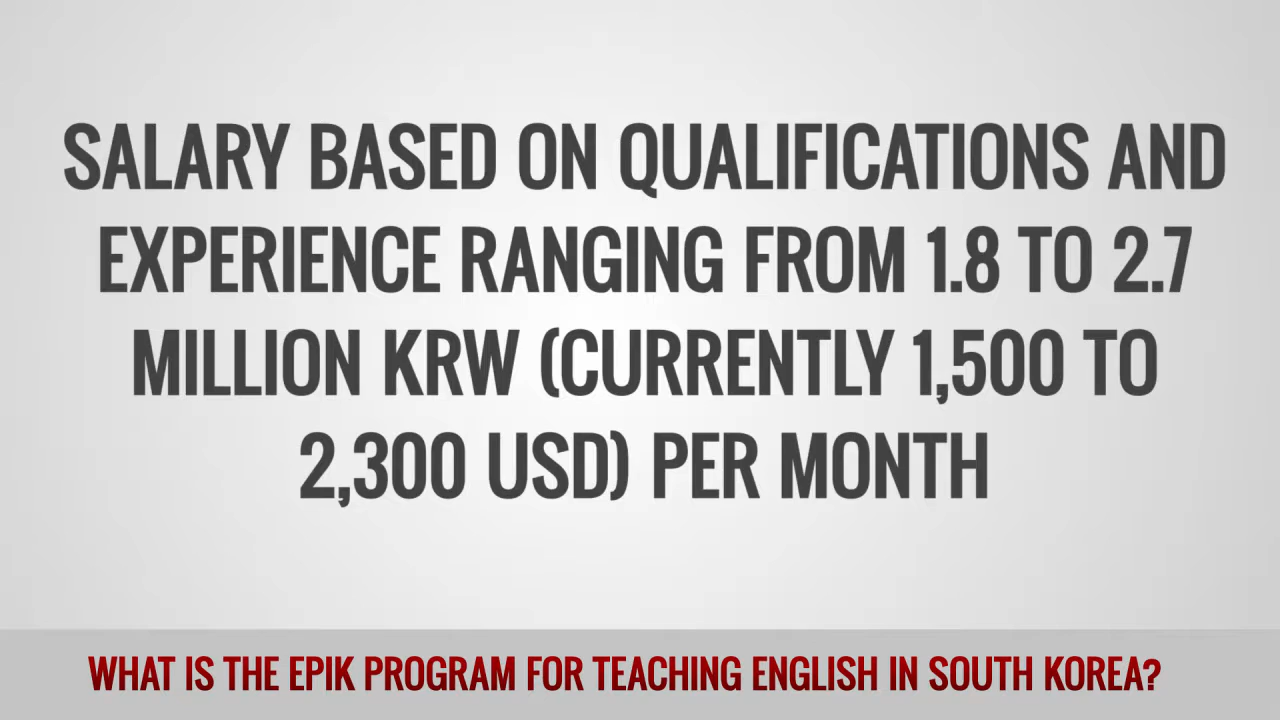 SALARY BASED ON QUALIFICATIONS AND
EXPERIENCE RANGING FROM 1.8 TO 2.7
MILLION KRW (CURRENTLY 1,500 TO
2,300 USD) PER MONTH
WHAT IS THE EPIK PROGRAM FOR TEACHING ENGLISH IN SOUTH KOREA?